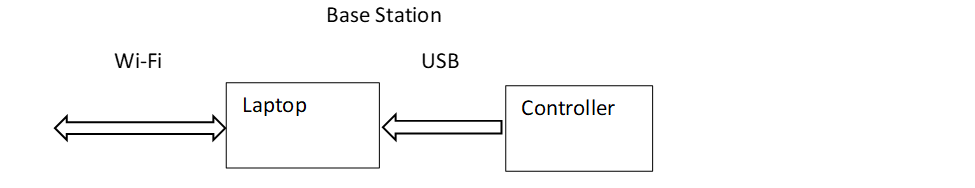 Base Station
Wi-Fi
USB
Laptop
Controller